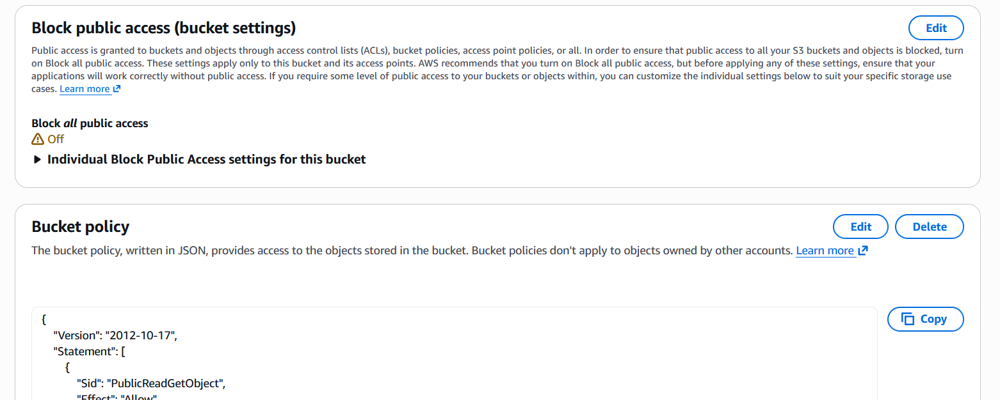 Block public access (bucket settings)
Edit
Public access is granted to buckets and objects through access control lists (ACLs), bucket policies, access point policies, or all. In order to ensure that public access to all your S3 buckets and objects is blocked, turn
on Block all public access. These settings apply only to this bucket and its access points. AWS recommends that you turn on Block all public access, but before applying any of these settings, ensure that your
applications will work correctly without public access. If you require some level of public access to your buckets or objects within, you can customize the individual settings below to suit your specific storage use
cases. Learn more
Block all public access
Off
Individual Block Public Access settings for this bucket
Bucket policy
Edit
Delete
The bucket policy, written in JSON, provides access to the objects stored in the bucket. Bucket policies don't apply to objects owned by other accounts. Learn more
Copy
{
"Version": "2012-10-17",
"Statement": [
{
"Sid": "PublicReadGetObject",
"Effect": "Allow"